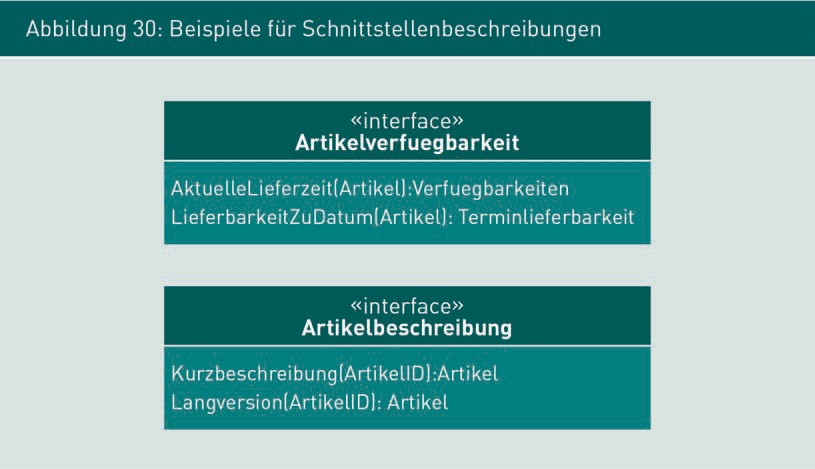 Abbildung 30: Beispiele für Schnittstellenbeschreibungen
«interface»
Artikelverfuegbarkeit
AktuelleLieferzeit(Artikel):Verfuegbarkeiten
LieferbarkeitZuDatum(Artikel): Terminlieferbarkeit
«interface»
Artikelbeschreibung
Kurzbeschreibung(ArtikelID):Artikel
Langversion(ArtikelID): Artikel